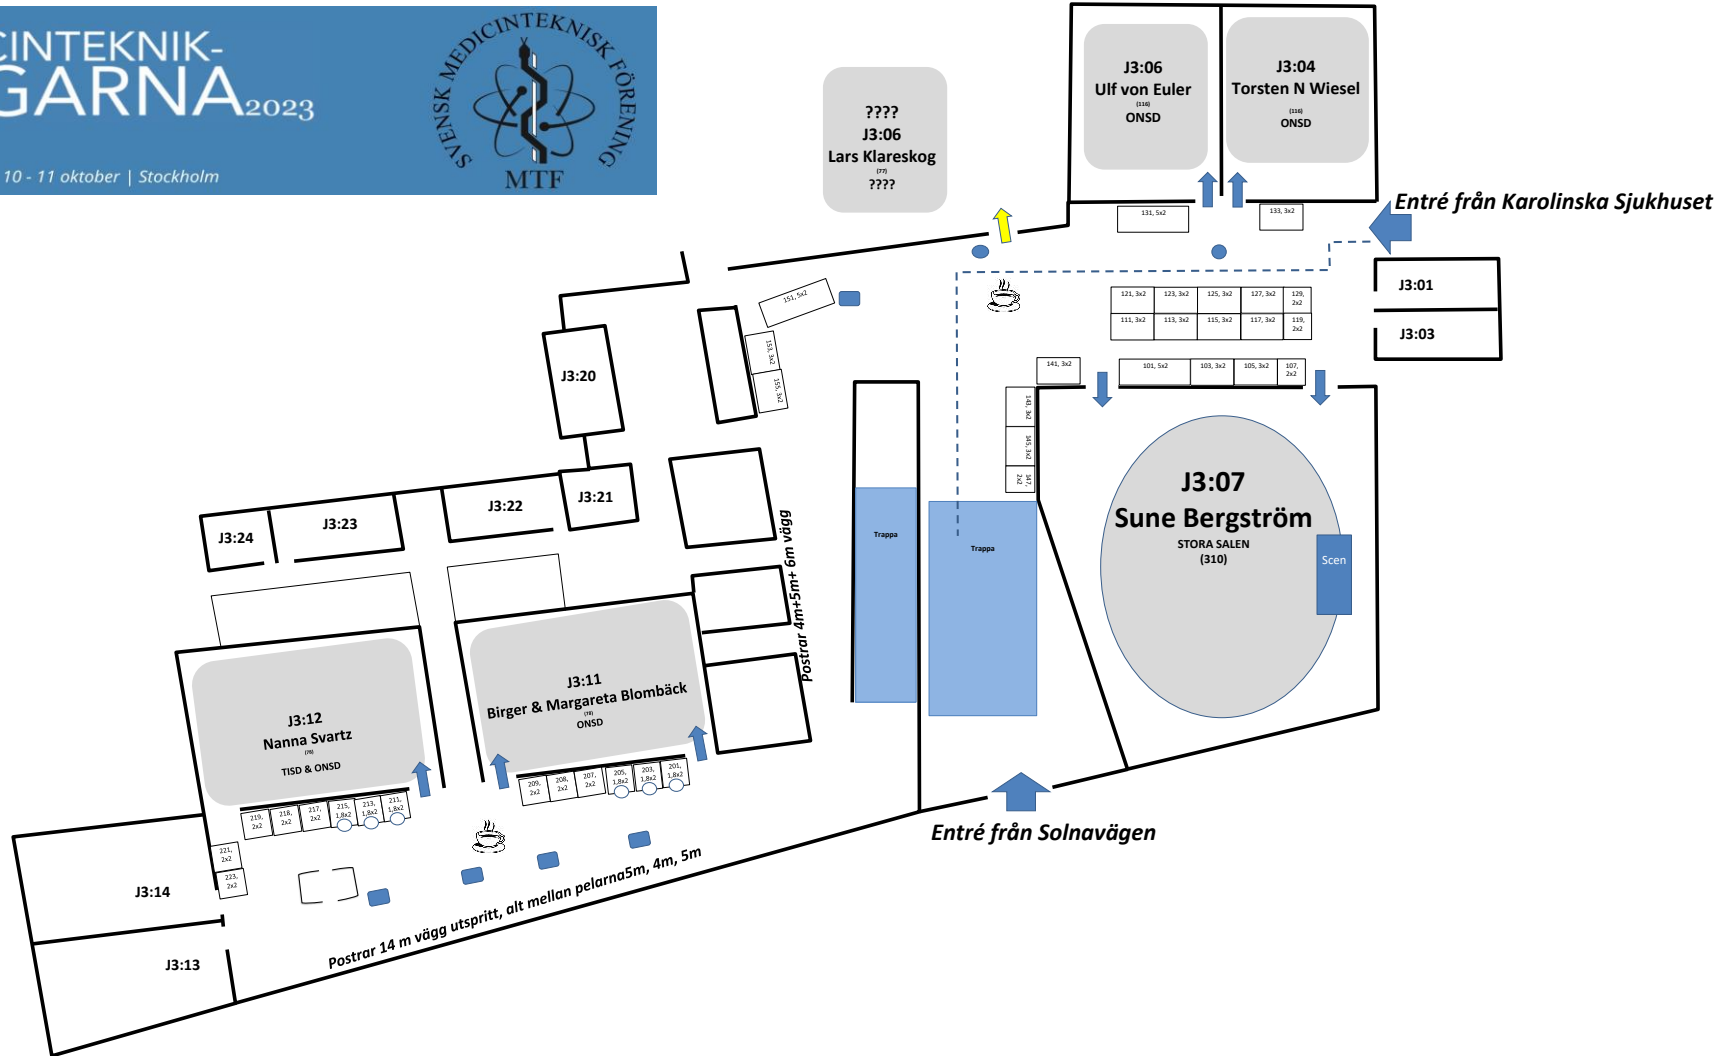 CINTEKNIK-
GARNA2023
10 - 11 oktober | Stockholm
SVENSK MEDICINTEKNISK FÖRENING
MTF
????
J3:06
Lars Klareskog
(77)
????
J3:06
Ulf von Euler
(116)
ONSD
J3:04
Torsten N Wiesel
(116)
ONSD
131, 5x2
133, 3x2
Entré från Karolinska Sjukhuset
J3:01
J3:03
121, 3x2
123, 3x2
125, 3x2
127, 3x2
129, 2x2
111, 3x2
113, 3x2
115, 3x2
117, 3x2
119, 2x2
141, 3x2
101, 5x2
103, 3x2
105, 3x2
107, 2x2
143, 3x2
145, 3x2
147, 2x2
151, 5x2
153, 3x2
155, 3x2
J3:07
Sune Bergström
STORA SALEN
(310)
Scen
Trappa
Trappa
J3:20
J3:21
J3:22
J3:23
J3:24
Postrar 4m+5m+ 6m vägg
J3:11
Birger & Margareta Blombäck
(78)
ONSD
J3:12
Nanna Svartz
(78)
TISD & ONSD
209, 2x2
208, 2x2
207, 2x2
205, 1,8x2
203, 1,8x2
201, 1,8x2
219, 2x2
218, 2x2
217, 2x2
215, 1,8x2
213, 1,8x2
211, 1,8x2
221, 2x2
223, 2x2
Entré från Solnavägen
J3:14
J3:13
Postrar 14 m vägg utspritt, alt mellan pelarna5m, 4m, 5m